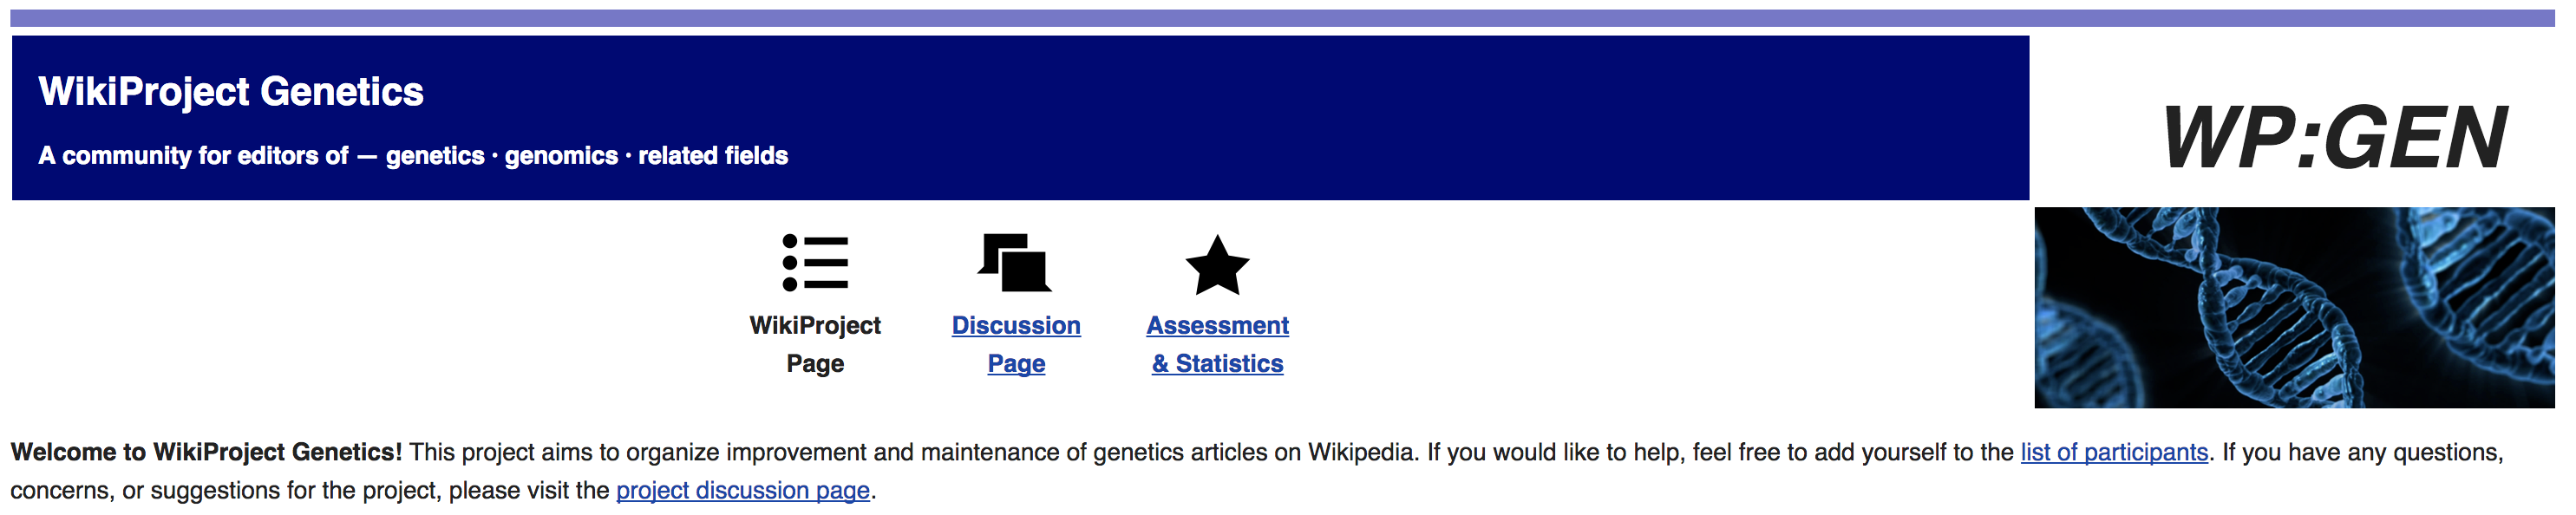 WikiProject Genetics
A community for editors of — genetics · genomics · related fields
WP:GEN
WikiProject
Page
Discussion
Page
Assessment
& Statistics
Welcome to WikiProject Genetics! This project aims to organize improvement and maintenance of genetics articles on Wikipedia. If you would like to help, feel free to add yourself to the list of participants. If you have any questions,
concerns, or suggestions for the project, please visit the project discussion page.